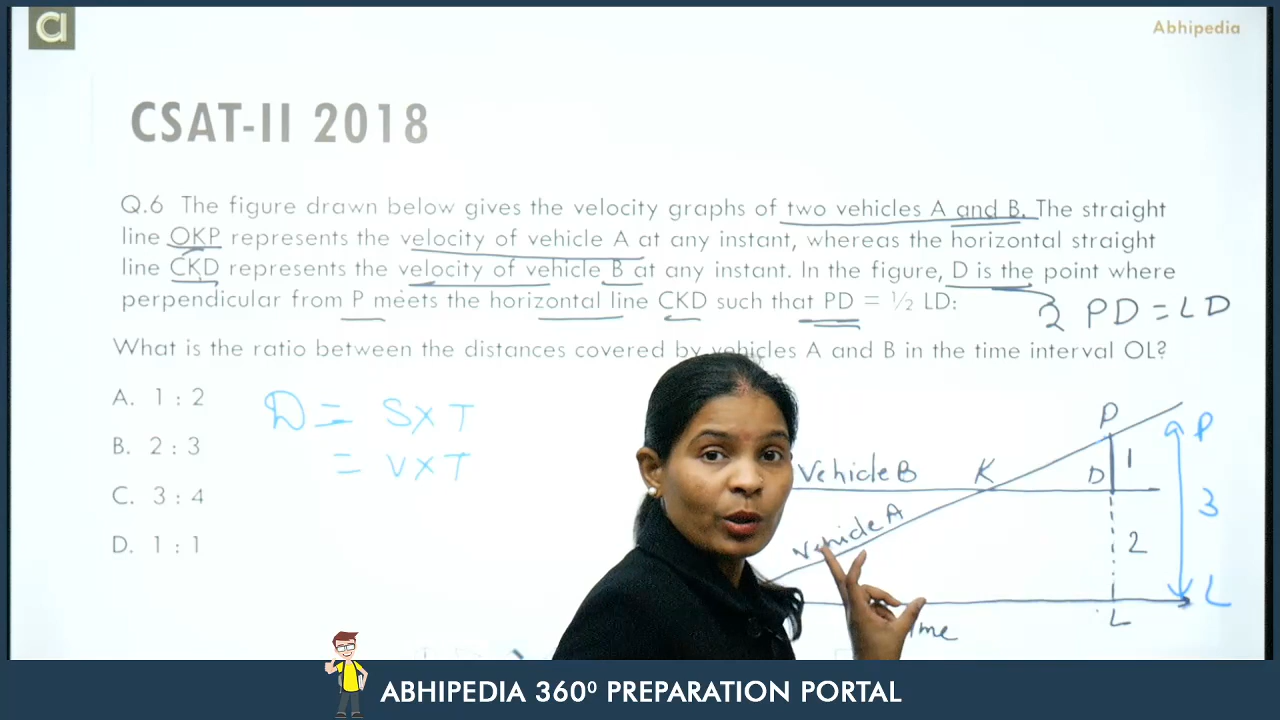 a
Abhipedia
CSAT-II 2018
Q.6 The figure drawn below gives the velocity graphs of two vehicles A and B. The straight
line OKP represents the velocity of vehicle A at any instant, whereas the horizontal straight
line CKD represents the velocity of vehicle B at any instant. In the figure, D is the point where
perpendicular from P meets the horizontal line CKD such that PD = ½ LD:
2 PD = LD
What is the ratio between the distances covered by vehicles A and B in the time interval OL?
A. 1 : 2
B. 2 : 3
C. 3 : 4
D. 1 : 1
D = S x T
= V x T
P
P
Vehicle B
K
D
1
3
Vehicle A
2
L
L
ABHIPEDIA 360⁰ PREPARATION PORTAL